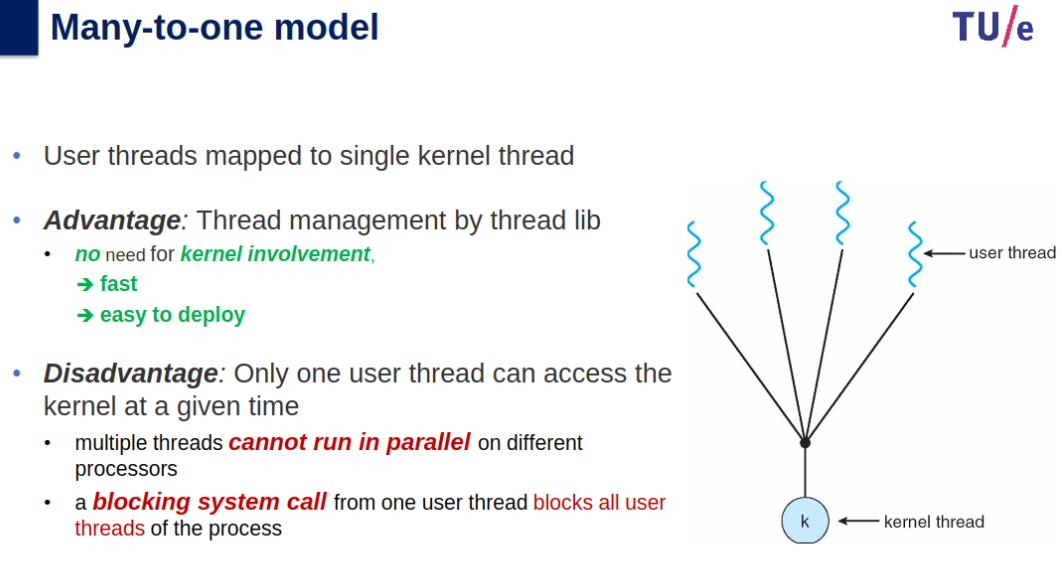 Many-to-one model
TU/e
• User threads mapped to single kernel thread
• Advantage: Thread management by thread lib
• no need for kernel involvement,
➔ fast
➔ easy to deploy
• Disadvantage: Only one user thread can access the
kernel at a given time
• multiple threads cannot run in parallel on different
processors
• a blocking system call from one user thread blocks all user
threads of the process
user thread
k
kernel thread